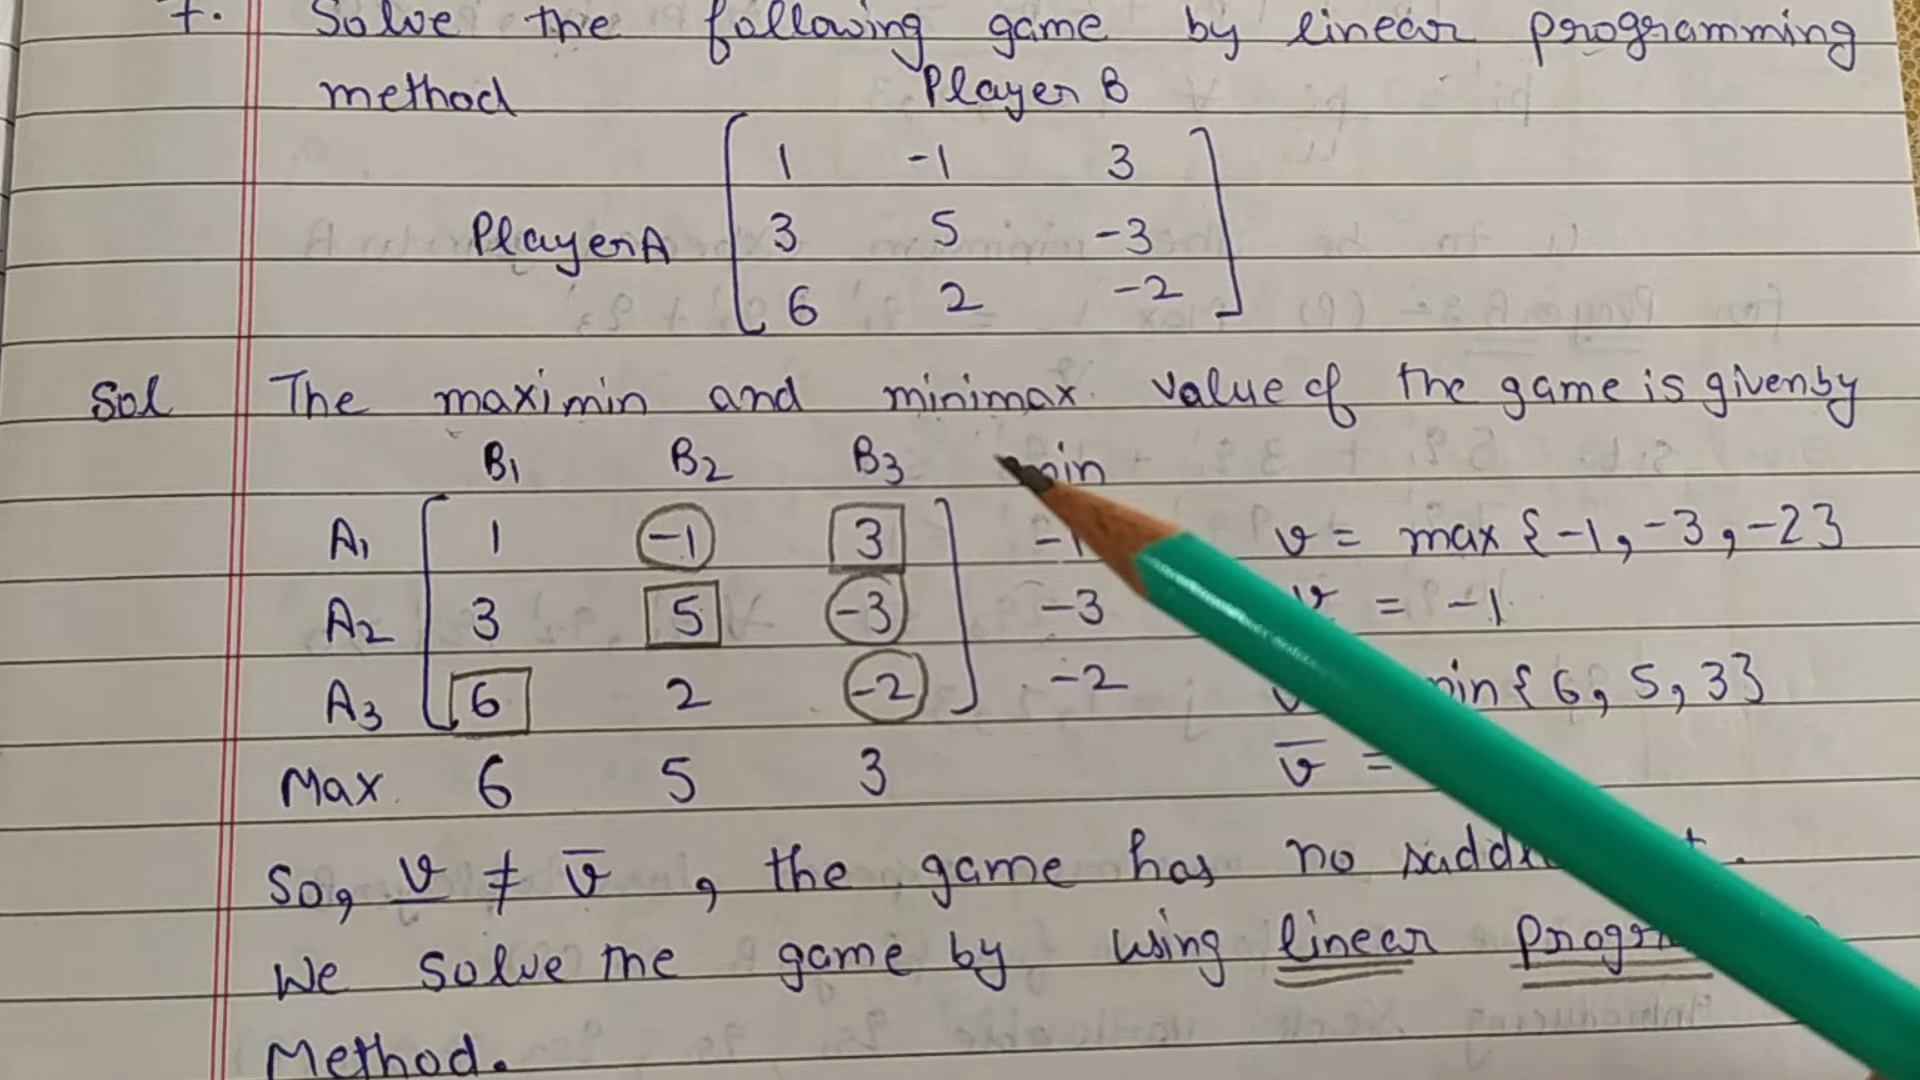 7. Solve the following game by linear programming
method Player B
1 -1 3
Player A 3 5 -3
6 2 -2
Sol The maximin and minimax value of the game is given by
B1 B2 B3
A1 1 -1 3 v = max {-1, -3, -2}
A2 3 5 -3 -3 = -1
A3 6 2 -2 -2 {6, 5, 3}
Max 6 5 3 v̅ =
So, v ≠ v̅, the game has no
We solve the game by using linear
Method.